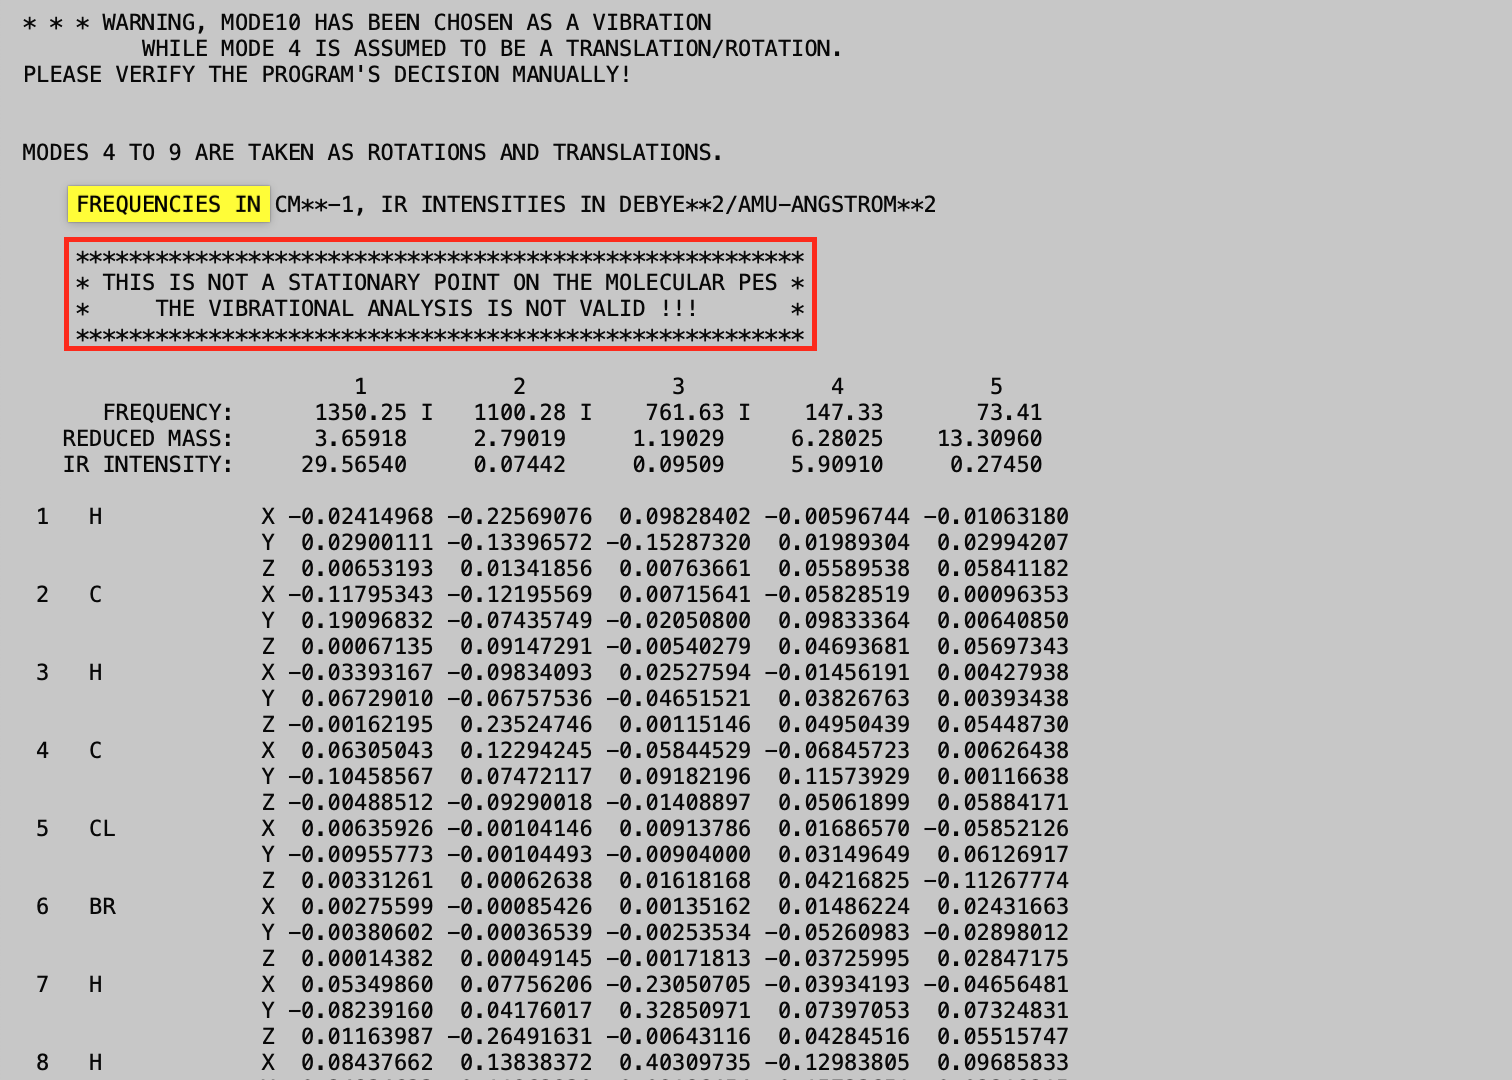 * * * WARNING, MODE10 HAS BEEN CHOSEN AS A VIBRATION
WHILE MODE 4 IS ASSUMED TO BE A TRANSLATION/ROTATION.
PLEASE VERIFY THE PROGRAM'S DECISION MANUALLY!
MODES 4 TO 9 ARE TAKEN AS ROTATIONS AND TRANSLATIONS.
FREQUENCIES IN CM**-1, IR INTENSITIES IN DEBYE**2/AMU-ANGSTROM**2
*******************************************************
* THIS IS NOT A STATIONARY POINT ON THE MOLECULAR PES *
*     THE VIBRATIONAL ANALYSIS IS NOT VALID !!!       *
*******************************************************
1 2 3 4 5
FREQUENCY: 1350.25 I 1100.28 I 761.63 I 147.33 73.41
REDUCED MASS: 3.65918 2.79019 1.19029 6.28025 13.30960
IR INTENSITY: 29.56540 0.07442 0.09509 5.90910 0.27450
1 H X -0.02414968 -0.22569076 0.09828402 -0.00596744 -0.01063180
Y 0.02900111 -0.13396572 -0.15287320 0.01989304 0.02994207
Z 0.00653193 0.01341856 0.00763661 0.05589538 0.05841182
2 C X -0.11795343 -0.12195569 0.00715641 -0.05828519 0.00096353
Y 0.19096832 -0.07435749 -0.02050800 0.09833364 0.00640850
Z 0.00067135 0.09147291 -0.00540279 0.04693681 0.05697343
3 H X -0.03393167 -0.09834093 0.02527594 -0.01456191 0.00427938
Y 0.06729010 -0.06757536 -0.04651521 0.03826763 0.00393438
Z -0.00162195 0.23524746 0.00115146 0.04950439 0.05448730
4 C X 0.06305043 0.12294245 -0.05844529 -0.06845723 0.00626438
Y -0.10458567 0.07472117 0.09182196 0.11573929 0.00116638
Z -0.00488512 -0.09290018 -0.01408897 0.05061899 0.05884171
5 CL X 0.00635926 -0.00104146 0.00913786 0.01686570 -0.05852126
Y -0.00955773 -0.00104493 -0.00904000 0.03149649 0.06126917
Z 0.00331261 0.00062638 0.01618168 0.04216825 -0.11267774
6 BR X 0.00275599 -0.00085426 0.00135162 0.01486224 0.02431663
Y -0.00380602 -0.00036539 -0.00253534 -0.05260983 -0.02898012
Z 0.00014382 0.00049145 -0.00171813 -0.03725995 0.02847175
7 H X 0.05349860 0.07756206 -0.23050705 -0.03934193 -0.04656481
Y -0.08239160 0.04176017 0.32850971 0.07397053 0.07324831
Z 0.01163987 -0.26491631 -0.00643116 0.04284516 0.05515747
8 H X 0.08437662 0.13838372 0.40309735 -0.12983805 0.09685833